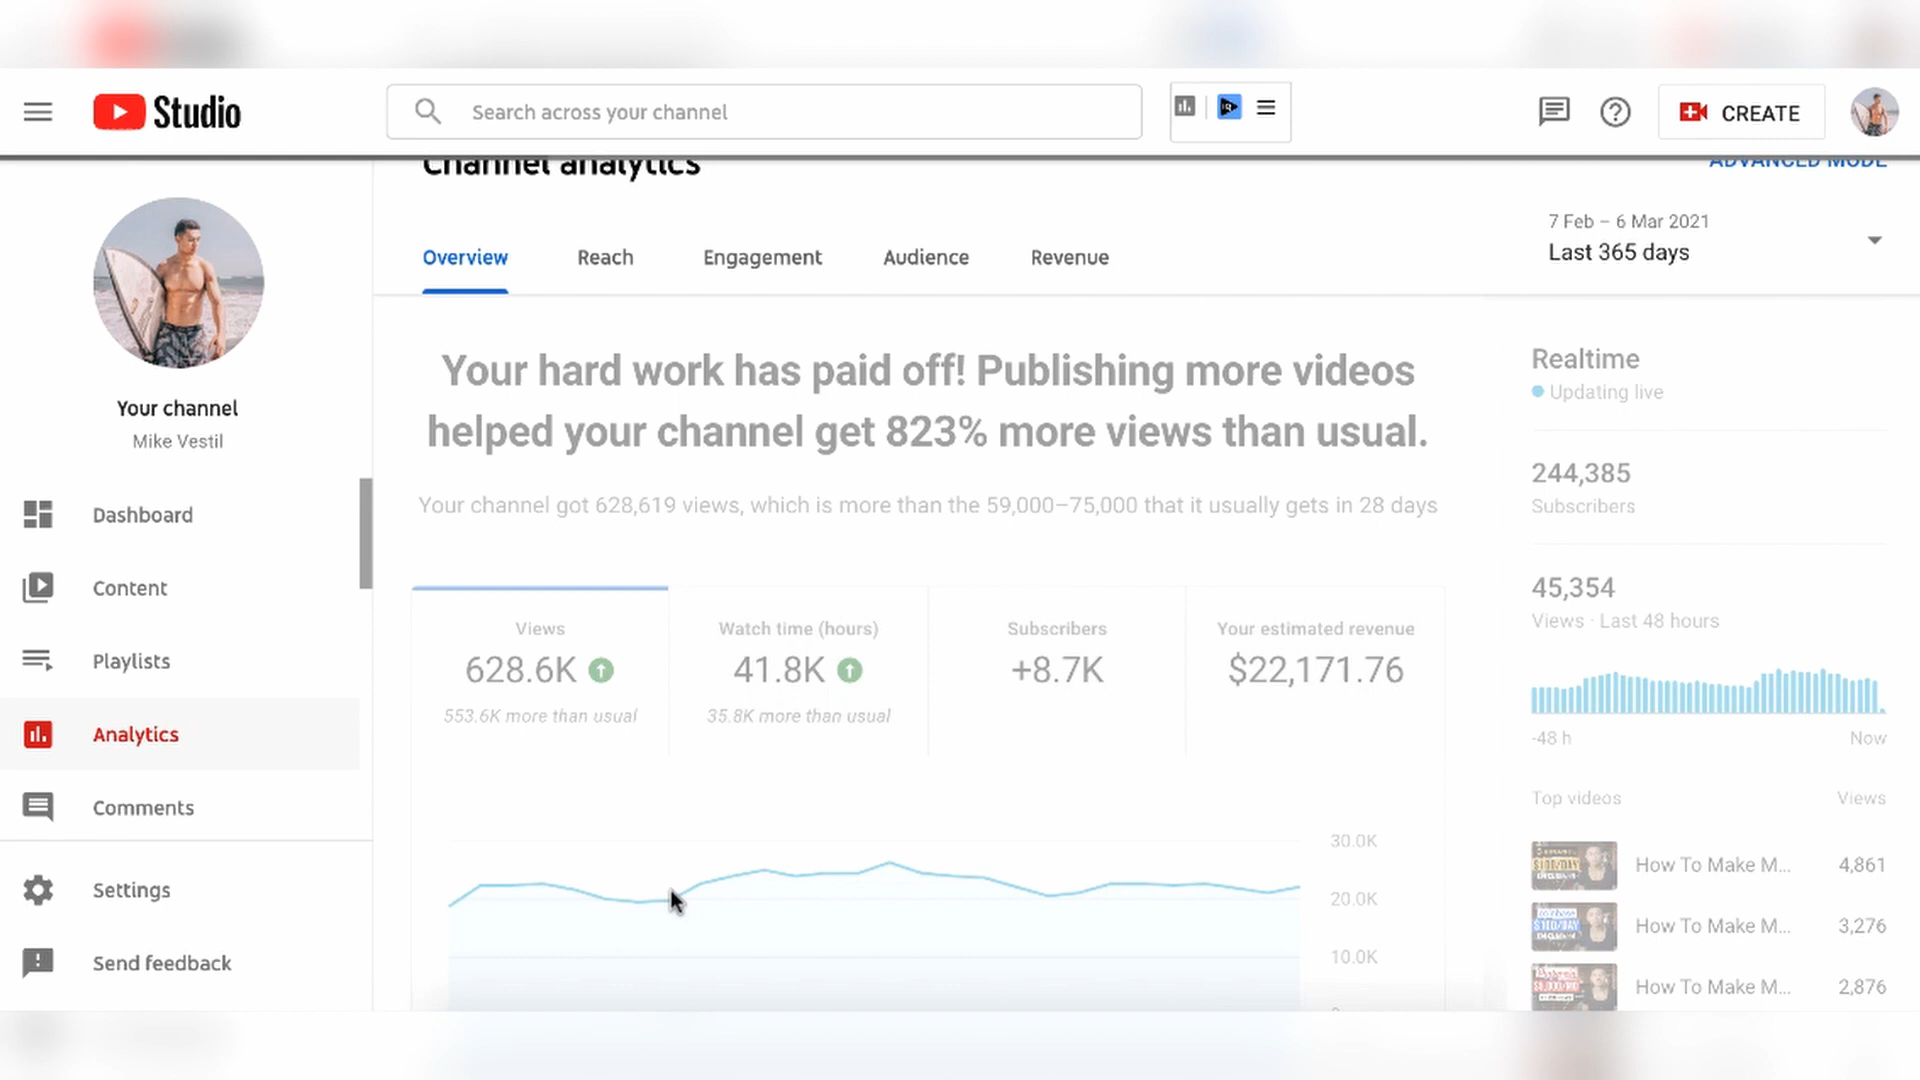 Studio
Search across your channel
CREATE
Channel analytics
ADVANCED MODE
7 Feb – 6 Mar 2021
Last 365 days
Overview
Reach
Engagement
Audience
Revenue
Your channel
Mike Vestil
Dashboard
Content
Playlists
Analytics
Comments
Settings
Send feedback
Your hard work has paid off! Publishing more videos
helped your channel get 823% more views than usual.
Your channel got 628,619 views, which is more than the 59,000–75,000 that it usually gets in 28 days
Views
628.6K
553.6K more than usual
Watch time (hours)
41.8K
35.8K more than usual
Subscribers
+8.7K
Your estimated revenue
$22,171.76
30.0K
20.0K
10.0K
Realtime
Updating live
244,385
Subscribers
45,354
Views · Last 48 hours
-48 h
Now
Top videos
Views
How To Make M...
4,861
How To Make M...
3,276
How To Make M...
2,876